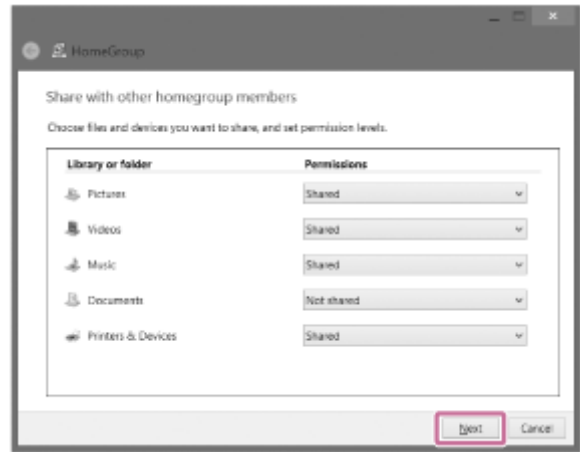 HomeGroup
Share with other homegroup members
Choose files and devices you want to share, and set permission levels.
Library or folder Permissions
Pictures Shared
Videos Shared
Music Shared
Documents Not shared
Printers & Devices Shared
Next Cancel